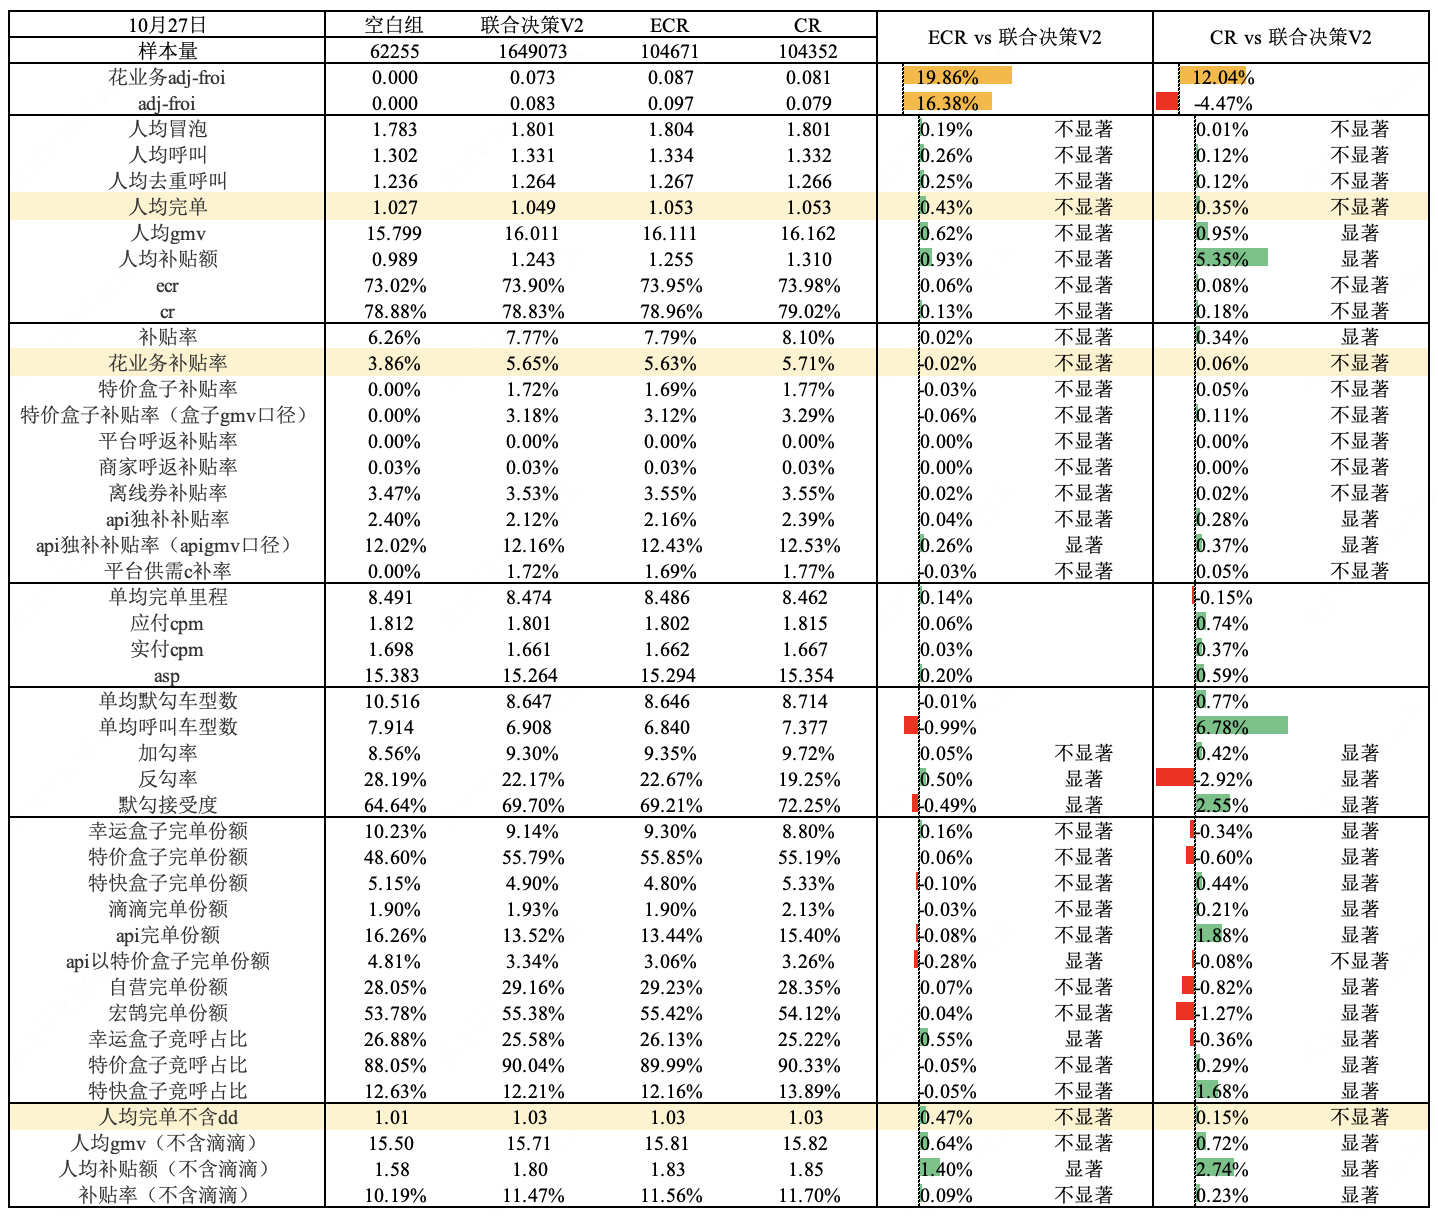 10月27日 空白组 联合决策V2 ECR CR ECR vs 联合决策V2 CR vs 联合决策V2
样本量 62255 1649073 104671 104352
花业务adj-froi 0.000 0.073 0.087 0.081 19.86% 12.04%
adj-froi 0.000 0.083 0.097 0.079 16.38% -4.47%
人均冒泡 1.783 1.801 1.804 1.801 0.19% 不显著 0.01% 不显著
人均呼叫 1.302 1.331 1.334 1.332 0.26% 不显著 0.12% 不显著
人均去重呼叫 1.236 1.264 1.267 1.266 0.25% 不显著 0.12% 不显著
人均完单 1.027 1.049 1.053 1.053 0.43% 不显著 0.35% 不显著
人均gmv 15.799 16.011 16.111 16.162 0.62% 不显著 0.95% 显著
人均补贴额 0.989 1.243 1.255 1.310 0.93% 不显著 5.35% 显著
ecr 73.02% 73.90% 73.95% 73.98% 0.06% 不显著 0.08% 不显著
cr 78.88% 78.83% 78.96% 79.02% 0.13% 不显著 0.18% 不显著
补贴率 6.26% 7.77% 7.79% 8.10% 0.02% 不显著 0.34% 显著
花业务补贴率 3.86% 5.65% 5.63% 5.71% -0.02% 不显著 0.06% 不显著
特价盒子补贴率 0.00% 1.72% 1.69% 1.77% -0.03% 不显著 0.05% 不显著
特价盒子补贴率（盒子gmv口径） 0.00% 3.18% 3.12% 3.29% -0.06% 不显著 0.11% 不显著
平台呼返补贴率 0.00% 0.00% 0.00% 0.00% 0.00% 不显著 0.00% 不显著
商家呼返补贴率 0.03% 0.03% 0.03% 0.03% 0.00% 不显著 0.00% 不显著
离线券补贴率 3.47% 3.53% 3.55% 3.55% 0.02% 不显著 0.02% 不显著
api独补补贴率 2.40% 2.12% 2.16% 2.39% 0.04% 不显著 0.28% 显著
api独补补贴率（apigmv口径） 12.02% 12.16% 12.43% 12.53% 0.26% 显著 0.37% 显著
平台供需c补率 0.00% 1.72% 1.69% 1.77% -0.03% 不显著 0.05% 不显著
单均完单里程 8.491 8.474 8.486 8.462 0.14% -0.15%
应付cpm 1.812 1.801 1.802 1.815 0.06% 0.74%
实付cpm 1.698 1.661 1.662 1.667 0.03% 0.37%
asp 15.383 15.264 15.294 15.354 0.20% 0.59%
单均默勾车型数 10.516 8.647 8.646 8.714 -0.01% 0.77%
单均呼叫车型数 7.914 6.908 6.840 7.377 -0.99% 6.78%
加勾率 8.56% 9.30% 9.35% 9.72% 0.05% 不显著 0.42% 显著
反勾率 28.19% 22.17% 22.67% 19.25% 0.50% 显著 -2.92% 显著
默勾接受度 64.64% 69.70% 69.21% 72.25% -0.49% 显著 2.55% 显著
幸运盒子完单份额 10.23% 9.14% 9.30% 8.80% 0.16% 不显著 -0.34% 显著
特价盒子完单份额 48.60% 55.79% 55.85% 55.19% 0.06% 不显著 -0.60% 显著
特快盒子完单份额 5.15% 4.90% 4.80% 5.33% -0.10% 不显著 0.44% 显著
滴滴完单份额 1.90% 1.93% 1.90% 2.13% -0.03% 不显著 0.21% 显著
api完单份额 16.26% 13.52% 13.44% 15.40% -0.08% 不显著 1.88% 显著
api以特价盒子完单份额 4.81% 3.34% 3.06% 3.26% -0.28% 显著 -0.08% 不显著
自营完单份额 28.05% 29.16% 29.23% 28.35% 0.07% 不显著 -0.82% 显著
宏鹄完单份额 53.78% 55.38% 55.42% 54.12% 0.04% 不显著 -1.27% 显著
幸运盒子竞呼占比 26.88% 25.58% 26.13% 25.22% 0.55% 显著 -0.36% 显著
特价盒子竞呼占比 88.05% 90.04% 89.99% 90.33% -0.05% 不显著 0.29% 显著
特快盒子竞呼占比 12.63% 12.21% 12.16% 13.89% -0.05% 不显著 1.68% 显著
人均完单不含dd 1.01 1.03 1.03 1.03 0.47% 不显著 0.15% 不显著
人均gmv（不含滴滴） 15.50 15.71 15.81 15.82 0.64% 不显著 0.72% 显著
人均补贴额（不含滴滴） 1.58 1.80 1.83 1.85 1.40% 显著 2.74% 显著
补贴率（不含滴滴） 10.19% 11.47% 11.56% 11.70% 0.09% 不显著 0.23% 显著